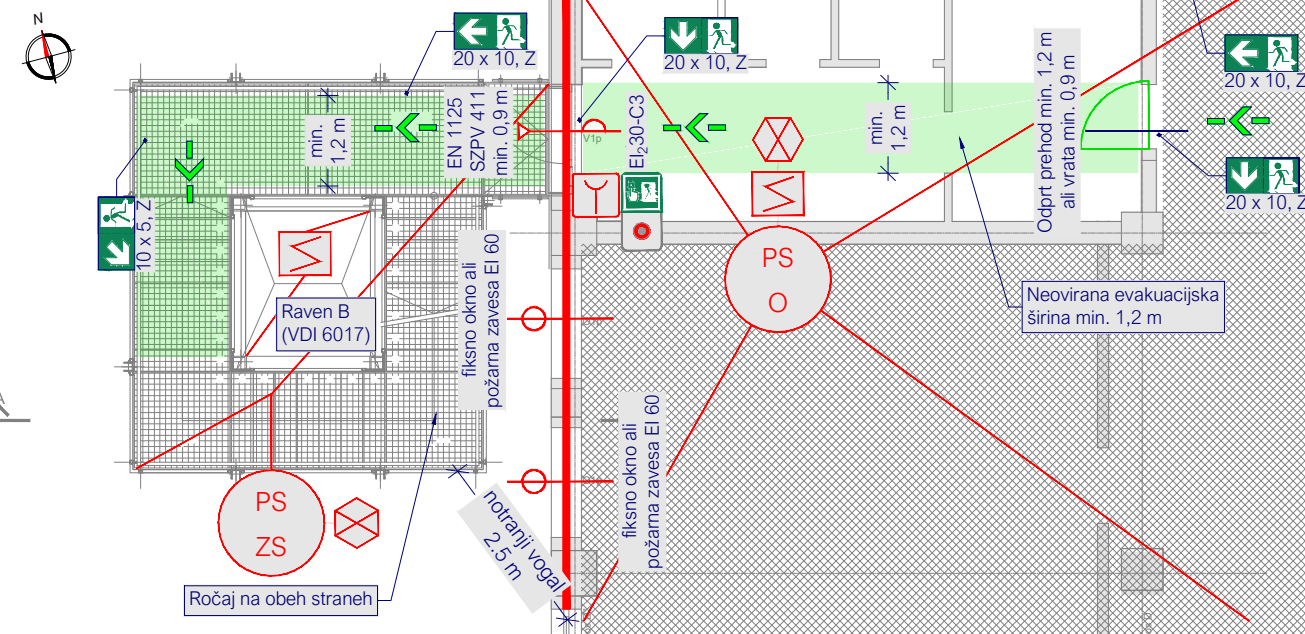 N
20 x 10, Z
20 x 10, Z
20 x 10, Z
20 x 10, Z
10 x 5, Z
min.
1,2 m
EN 1125
SZPV 411
min. 0,9 m
V1p
EI₂30-C3
min.
1,2 m
Odprt prehod min. 1,2 m
ali vrata min. 0,9 m
Raven B
(VDI 6017)
fiksno okno ali
požarna zavesa EI 60
PS
O
Neovirana evakuacijska
širina min. 1,2 m
fiksno okno ali
požarna zavesa EI 60
PS
ZS
notranji vogal
2.5 m
Ročaj na obeh straneh